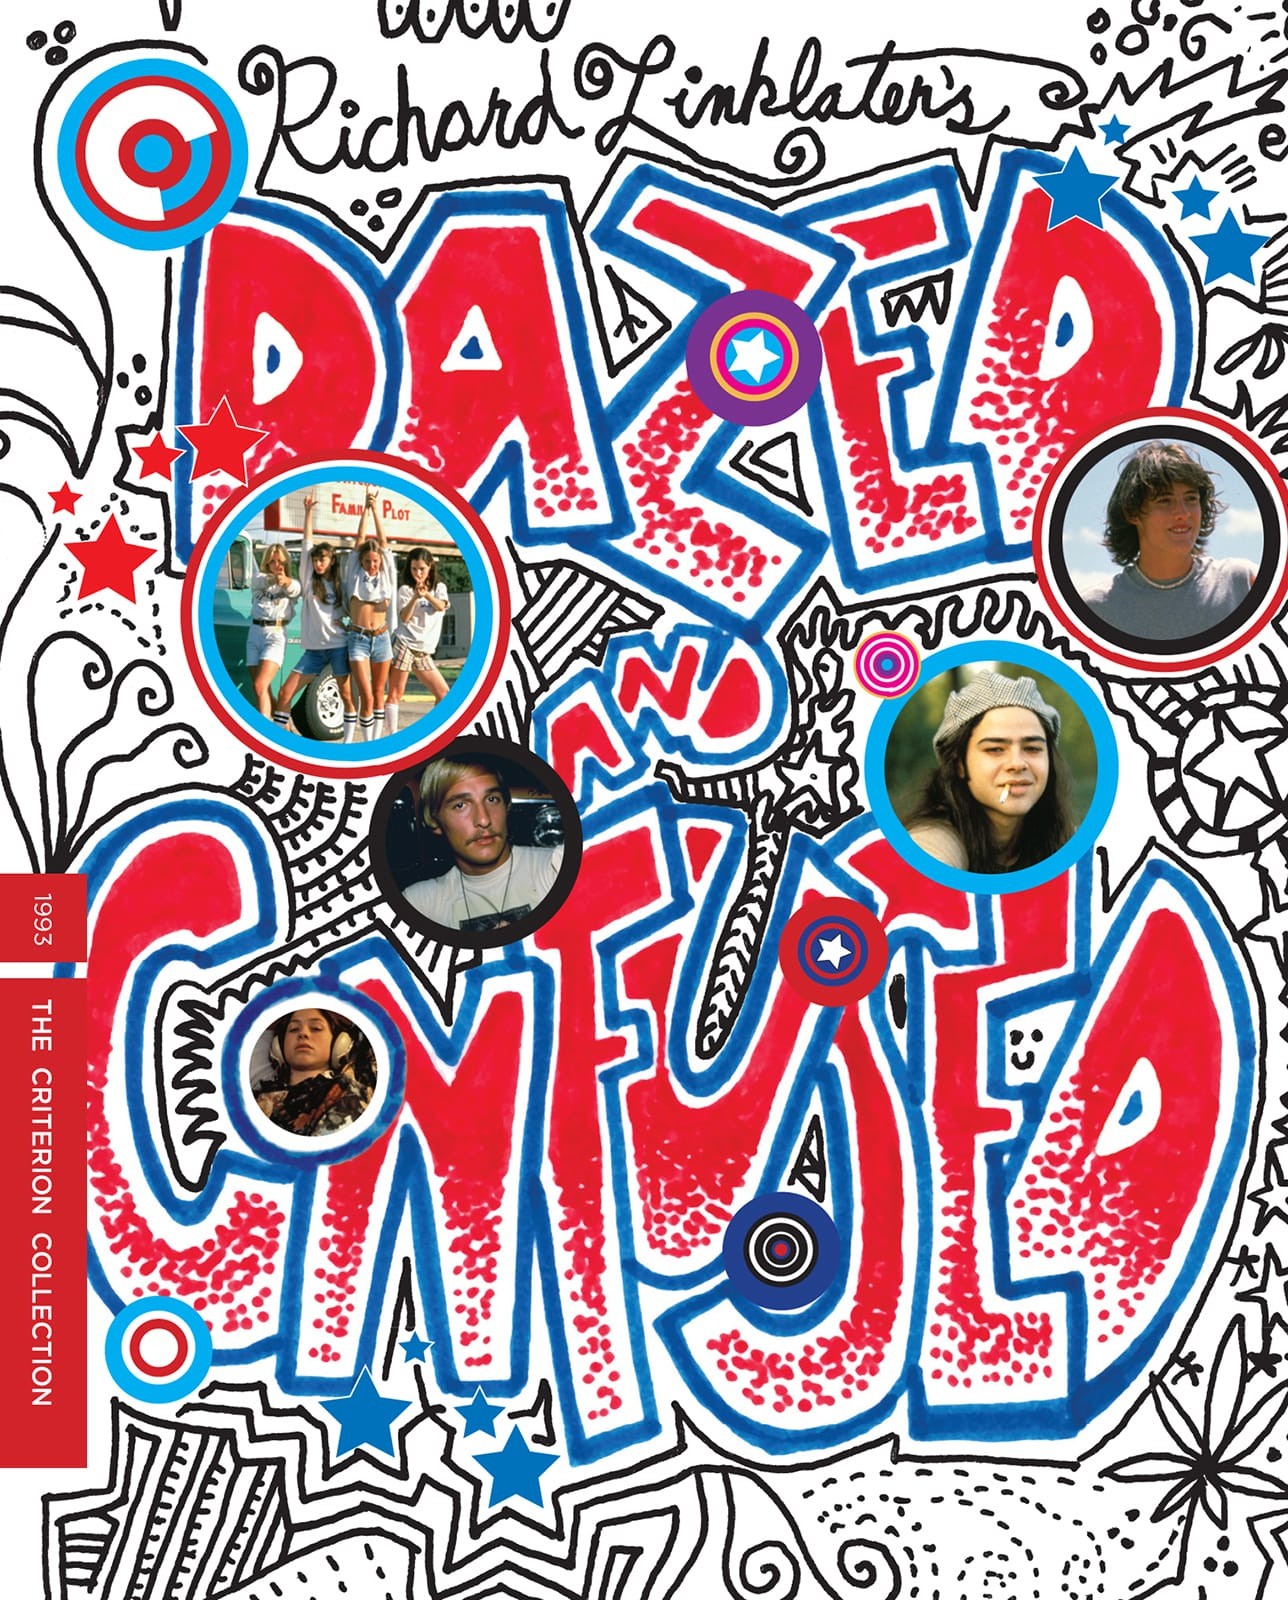 Richard Linklater's
DAZED
FAMILY PLOT
AND
CONFUSED
1993
THE CRITERION COLLECTION